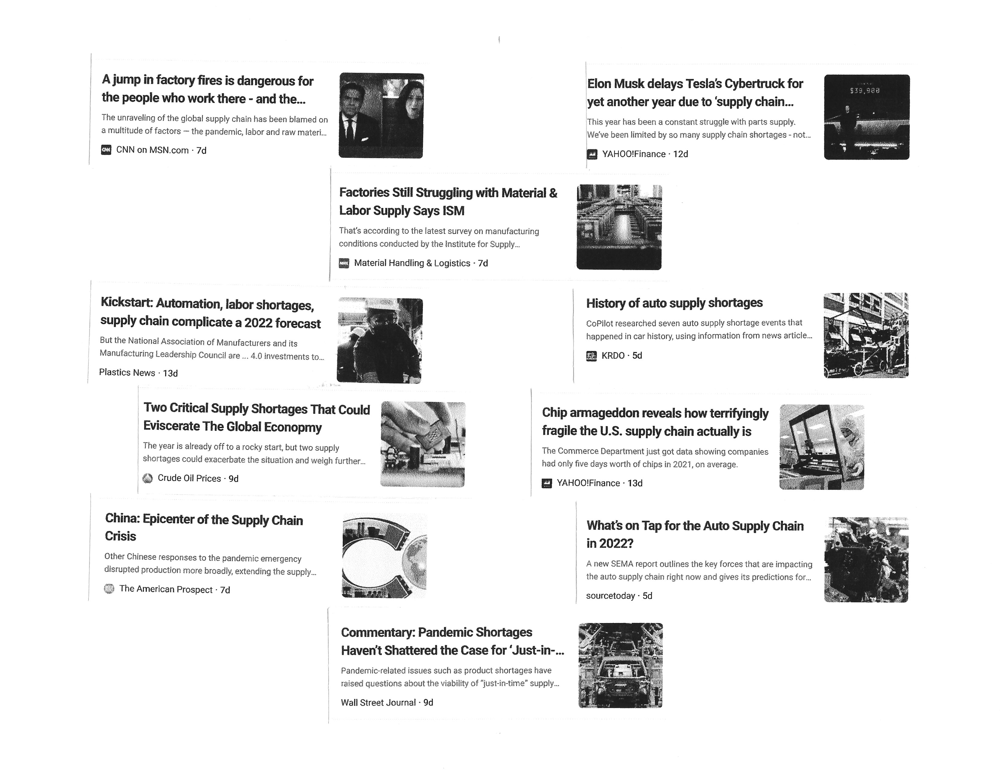 A jump in factory fires is dangerous for
the people who work there - and the...
The unraveling of the global supply chain has been blamed on
a multitude of factors — the pandemic, labor and raw materi...
CNN CNN on MSN.com · 7d
Elon Musk delays Tesla's Cybertruck for
yet another year due to ‘supply chain...
This year has been a constant struggle with parts supply.
We've been limited by so many supply chain shortages - not...
YAHOO!Finance · 12d
$39,900
Factories Still Struggling with Material &
Labor Supply Says ISM
That's according to the latest survey on manufacturing
conditions conducted by the Institute for Supply...
Material Handling & Logistics · 7d
Kickstart: Automation, labor shortages,
supply chain complicate a 2022 forecast
But the National Association of Manufacturers and its
Manufacturing Leadership Council are ... 4.0 investments to...
Plastics News · 13d
History of auto supply shortages
CoPilot researched seven auto supply shortage events that
happened in car history, using information from news article...
KRDO · 5d
Two Critical Supply Shortages That Could
Eviscerate The Global Econopmy
The year is already off to a rocky start, but two supply
shortages could exacerbate the situation and weigh further...
Crude Oil Prices · 9d
Chip armageddon reveals how terrifyingly
fragile the U.S. supply chain actually is
The Commerce Department just got data showing companies
had only five days worth of chips in 2021, on average.
YAHOO!Finance · 13d
China: Epicenter of the Supply Chain
Crisis
Other Chinese responses to the pandemic emergency
disrupted production more broadly, extending the supply...
The American Prospect · 7d
What's on Tap for the Auto Supply Chain
in 2022?
A new SEMA report outlines the key forces that are impacting
the auto supply chain right now and gives its predictions for...
sourcetoday · 5d
Commentary: Pandemic Shortages
Haven't Shattered the Case for ‘Just-in-...
Pandemic-related issues such as product shortages have
raised questions about the viability of "just-in-time" supply...
Wall Street Journal · 9d